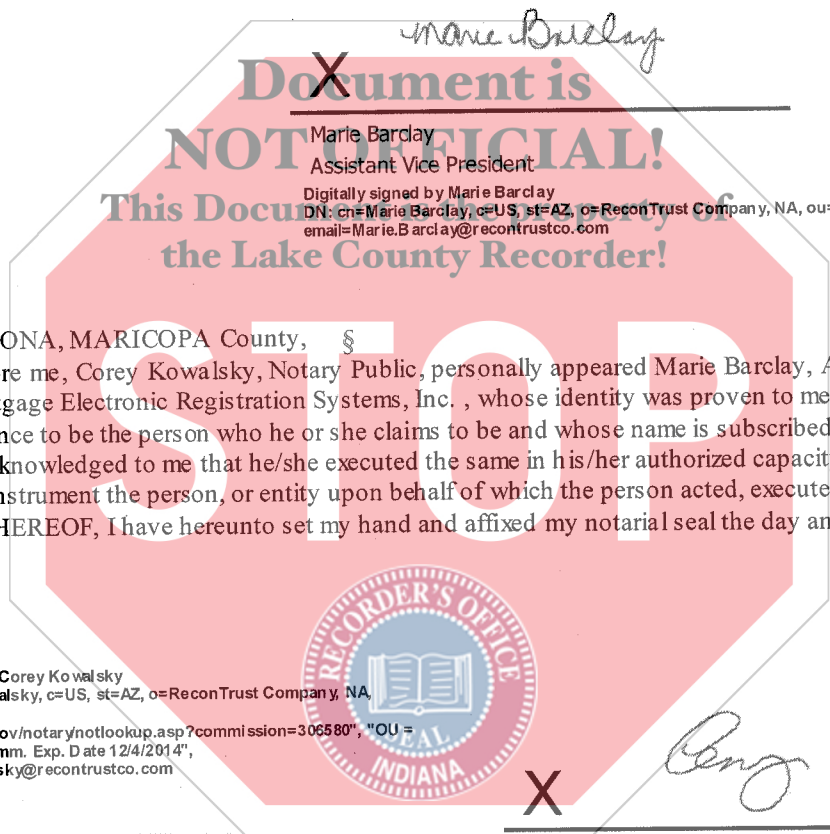 Marie Barclay
X
Document is
NOT OFFICIAL!
Marie Barclay
Assistant Vice President
This Document is the property of
the Lake County Recorder!
Digitally signed by Marie Barclay
DN: cn=Marie Barclay, c=US, st=AZ, o=ReconTrust Company, NA, ou=
email=Marie.Barclay@recontrustco.com
STOP
ONA, MARICOPA County, §
re me, Corey Kowalsky, Notary Public, personally appeared Marie Barclay, A
gage Electronic Registration Systems, Inc. , whose identity was proven to me
nce to be the person who he or she claims to be and whose name is subscribed
knowledged to me that he/she executed the same in his/her authorized capacit
nstrument the person, or entity upon behalf of which the person acted, execute
HEREOF, I have hereunto set my hand and affixed my notarial seal the day an
RECORDER'S OFFICE
SEAL
INDIANA
Corey Kowalsky
alsky, c=US, st=AZ, o=ReconTrust Company, NA,
ov/notary/notlookup.asp?commission=306580", "OU =
mm. Exp. Date 12/4/2014",
sky@recontrustco.com
X